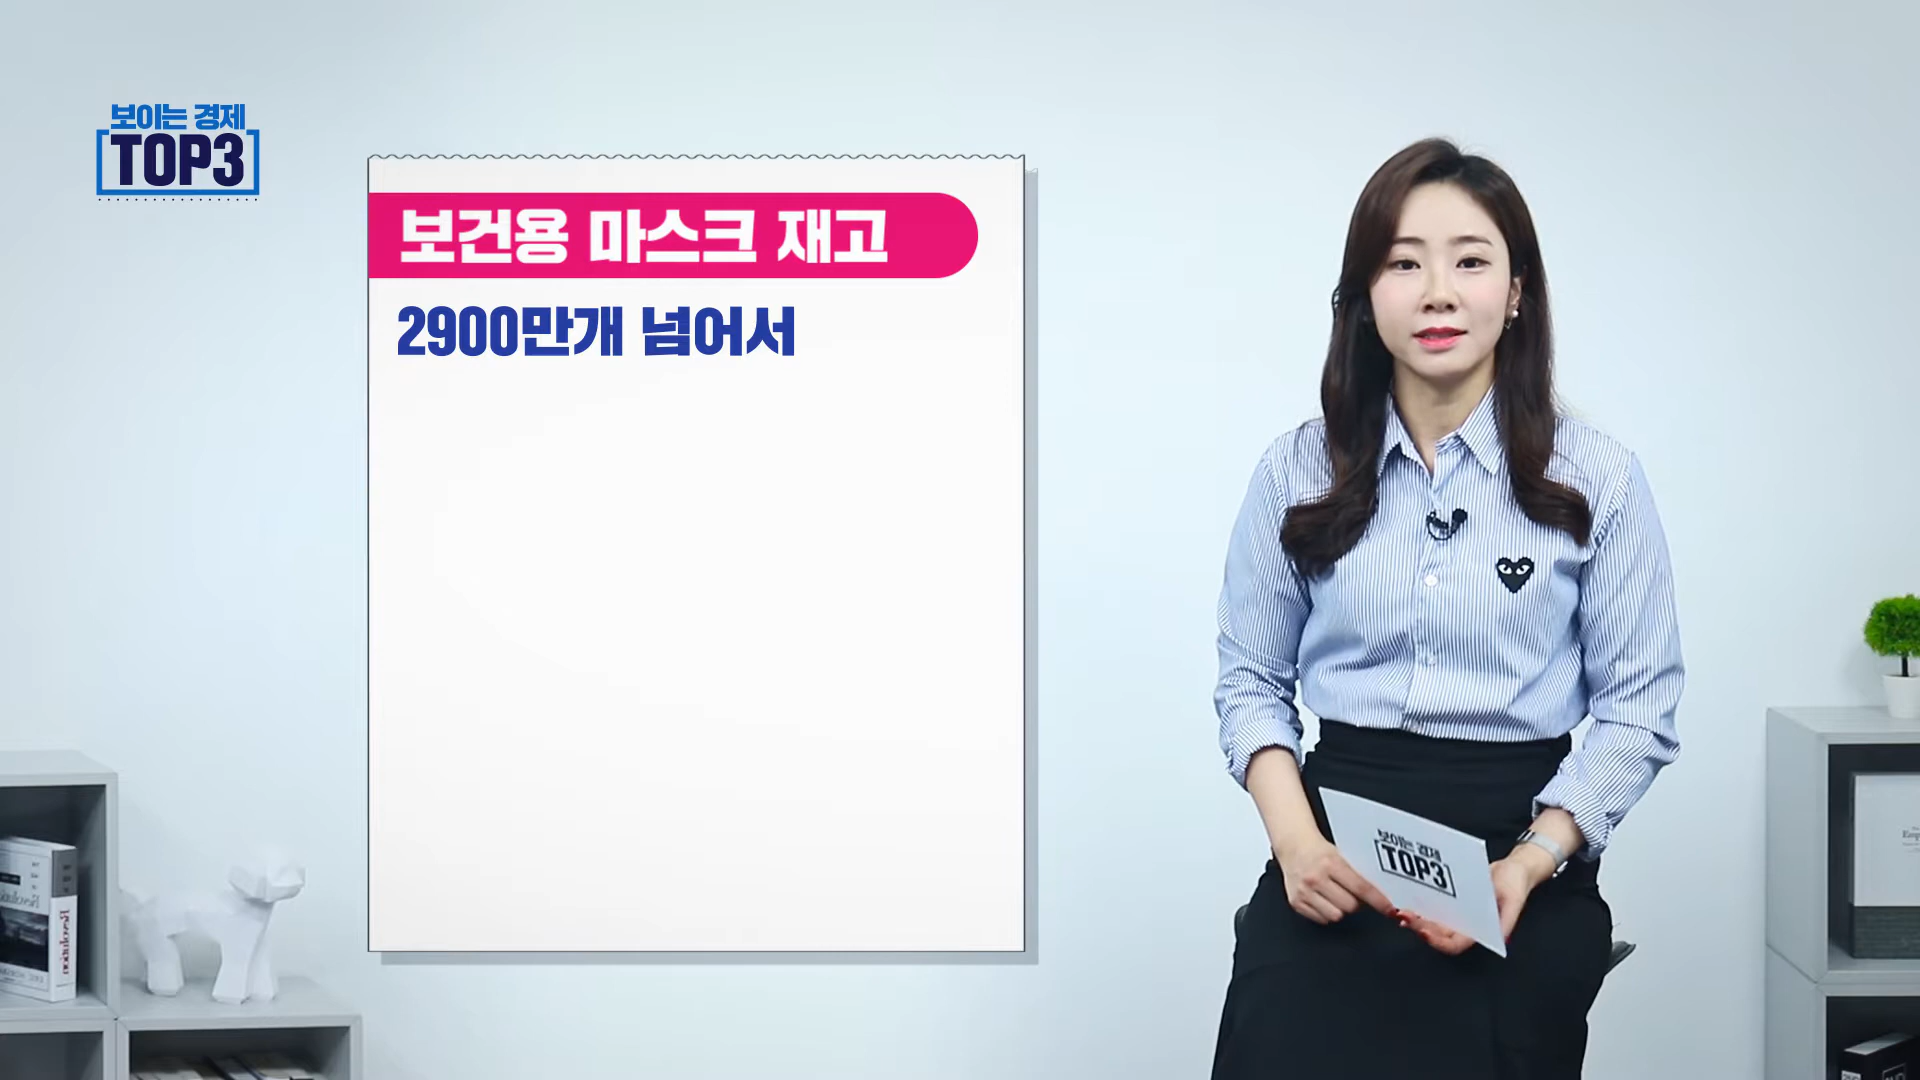 보이는 경제
TOP3
보건용 마스크 재고
2900만개 넘어서
보이는 경제
TOP3
Revolution